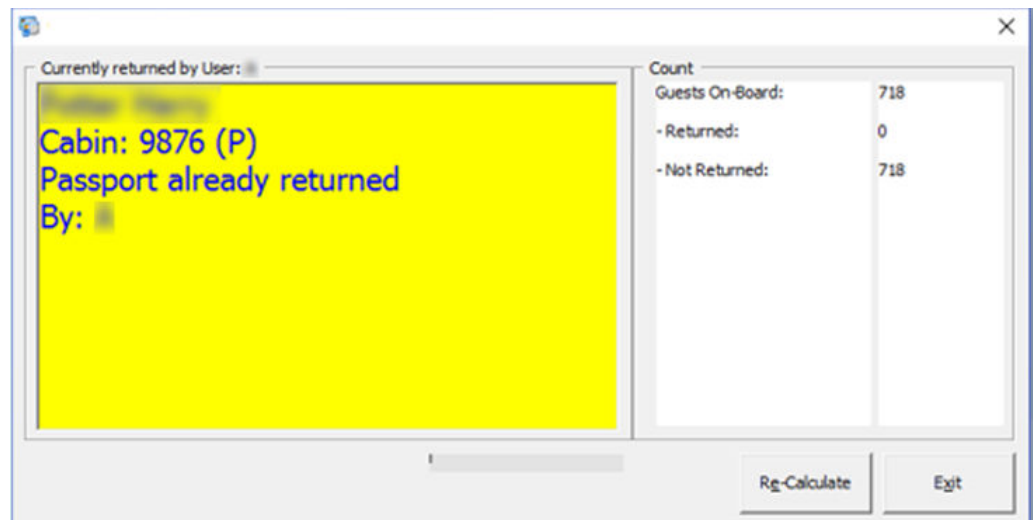 Currently returned by User:
Cabin: 9876 (P)
Passport already returned
By:
Count
Guests On-Board: 718
- Returned: 0
- Not Returned: 718
Re-Calculate
Exit